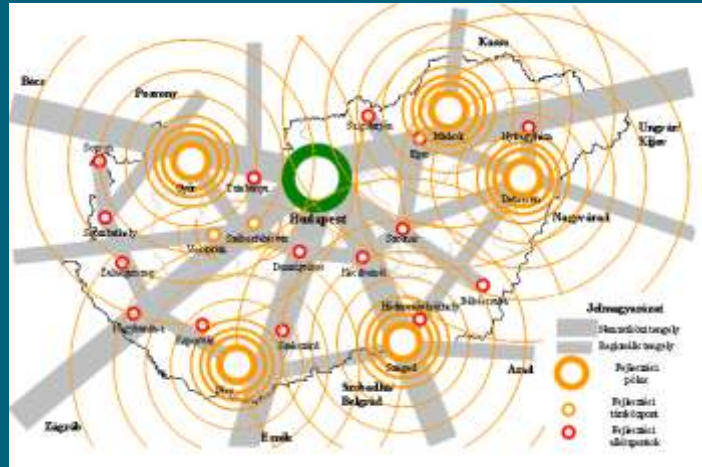 Kassa
Bécs
Pozsony
Miskolc
Nyíregyháza
Ungvár/
Kijev
Eger
Sopron
Győr
Debrecen
Budapest
Nagyvárad
Szombathely
Székesfehérvár
Veszprém
Szolnok
Dunaújváros
Kecskemét
Zalaegerszeg
Békéscsaba
Hódmezővásárhely
Jelmagyarázat
Nemzetközi tengely
Regionális tengely
Nagykanizsa
Kaposvár
Szekszárd
Szeged
Pécs
Arad
Fejlesztési
pólus
Szabadka/
Belgrád
Fejlesztési
társközpont
Zágráb
Eszék
Fejlesztési
alközpontok